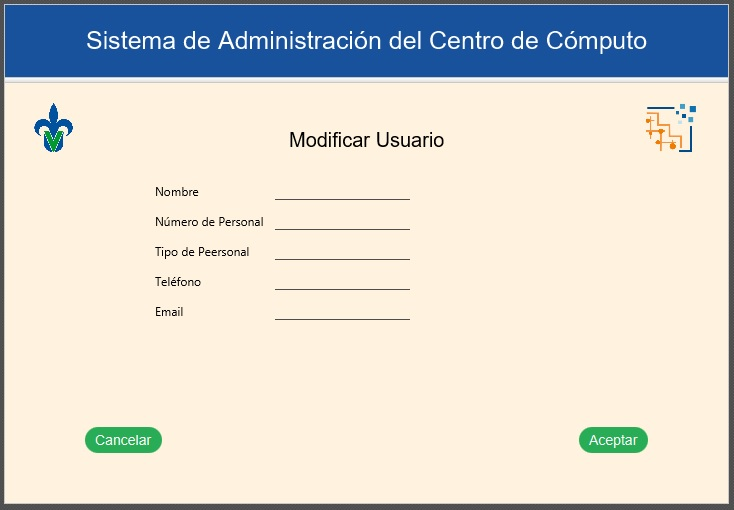 Sistema de Administración del Centro de Cómputo
Modificar Usuario
Nombre
Número de Personal
Tipo de Peersonal
Teléfono
Email
Cancelar
Aceptar